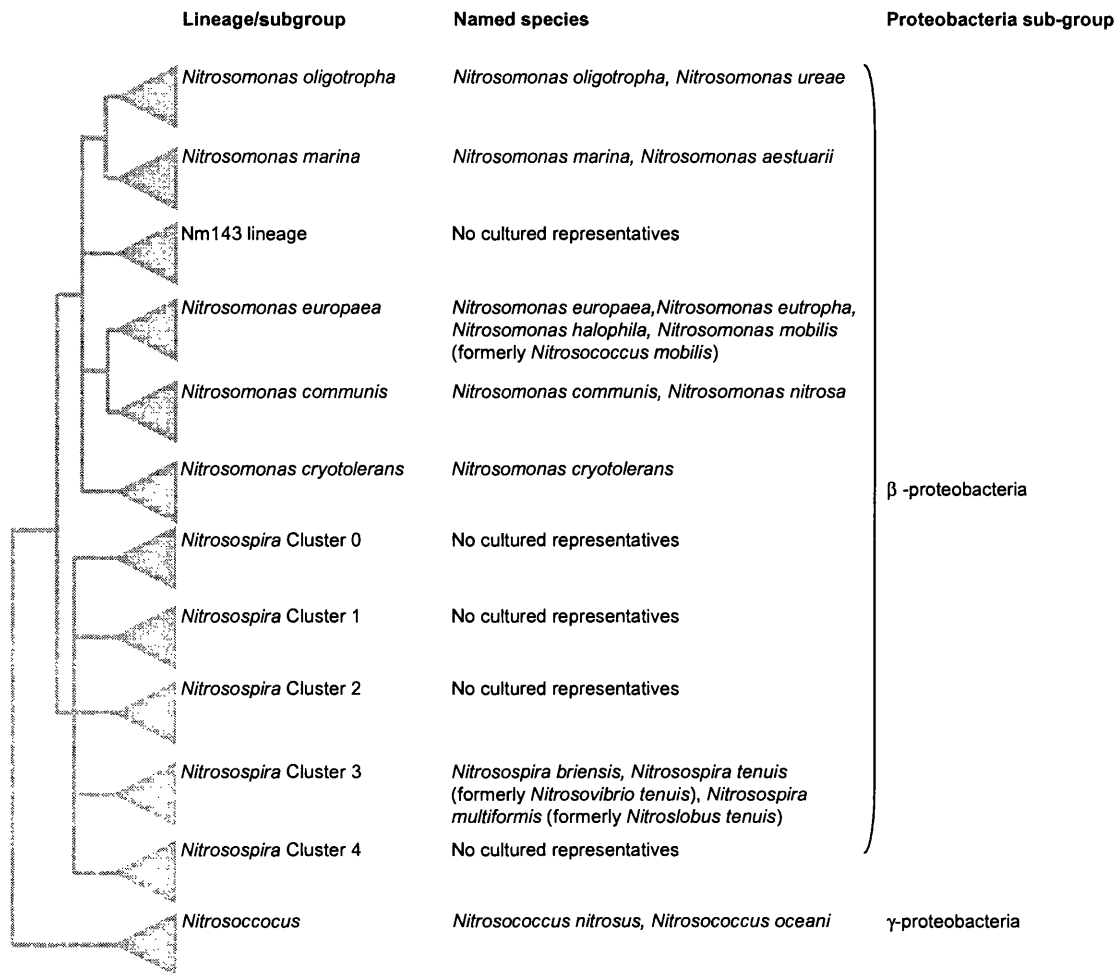 Lineage/subgroup Named species Proteobacteria sub-group
Nitrosomonas oligotropha Nitrosomonas oligotropha, Nitrosomonas ureae
Nitrosomonas marina Nitrosomonas marina, Nitrosomonas aestuarii
Nm143 lineage No cultured representatives
Nitrosomonas europaea Nitrosomonas europaea,Nitrosomonas eutropha,
Nitrosomonas halophila, Nitrosomonas mobilis
(formerly Nitrosococcus mobilis)
Nitrosomonas communis Nitrosomonas communis, Nitrosomonas nitrosa
Nitrosomonas cryotolerans Nitrosomonas cryotolerans
β -proteobacteria
Nitrosospira Cluster 0 No cultured representatives
Nitrosospira Cluster 1 No cultured representatives
Nitrosospira Cluster 2 No cultured representatives
Nitrosospira Cluster 3 Nitrosospira briensis, Nitrosospira tenuis
(formerly Nitrosovibrio tenuis), Nitrosospira
multiformis (formerly Nitroslobus tenuis)
Nitrosospira Cluster 4 No cultured representatives
Nitrosoccocus Nitrosococcus nitrosus, Nitrosococcus oceani γ-proteobacteria